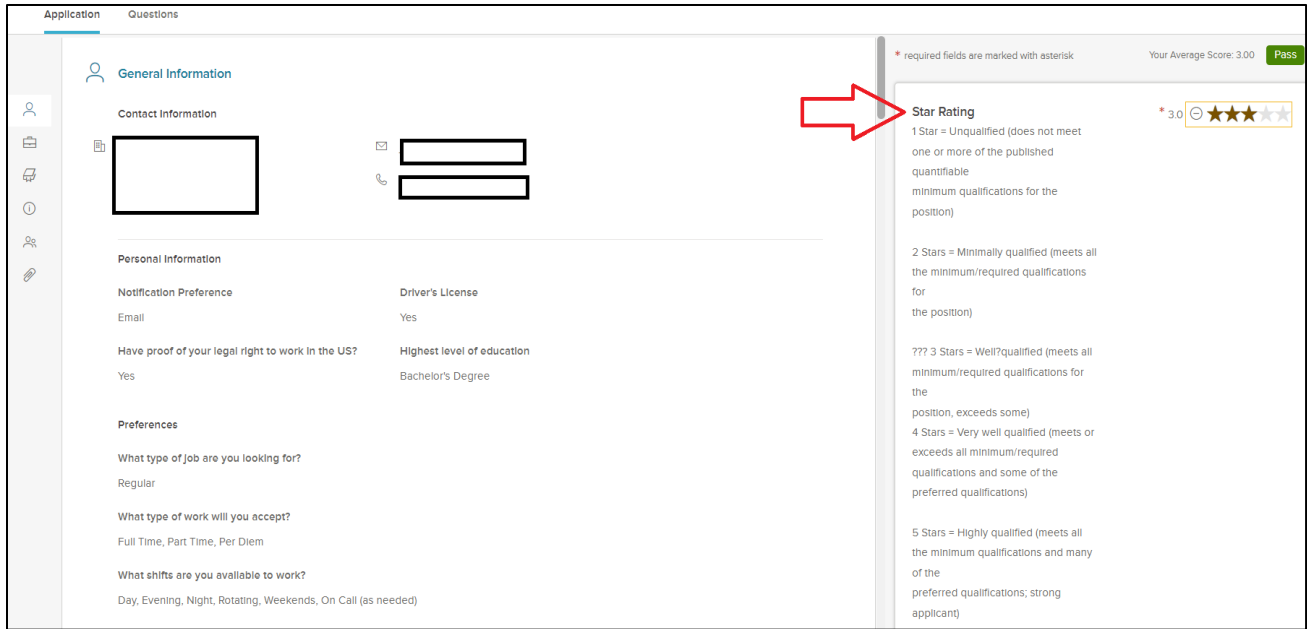 Application Questions
* required fields are marked with asterisk Your Average Score: 3.00 Pass
General Information
Contact Information
Personal Information
Notification Preference Driver's License
Email Yes
Have proof of your legal right to work in the US? Highest level of education
Yes Bachelor's Degree
Preferences
What type of job are you looking for?
Regular
What type of work will you accept?
Full Time, Part Time, Per Diem
What shifts are you available to work?
Day, Evening, Night, Rotating, Weekends, On Call (as needed)
Star Rating * 3.0
1 Star = Unqualified (does not meet
one or more of the published
quantifiable
minimum qualifications for the
position)
2 Stars = Minimally qualified (meets all
the minimum/required qualifications
for
the position)
??? 3 Stars = Well?qualified (meets all
minimum/required qualifications for
the
position, exceeds some)
4 Stars = Very well qualified (meets or
exceeds all minimum/required
qualifications and some of the
preferred qualifications)
5 Stars = Highly qualified (meets all
the minimum qualifications and many
of the
preferred qualifications; strong
applicant)